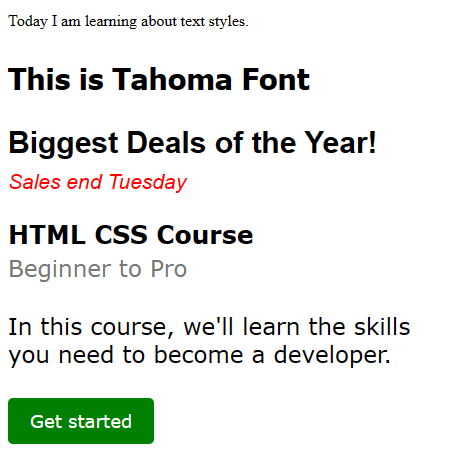 Today I am learning about text styles.
This is Tahoma Font
Biggest Deals of the Year!
Sales end Tuesday
HTML CSS Course
Beginner to Pro
In this course, we'll learn the skills
you need to become a developer.
Get started